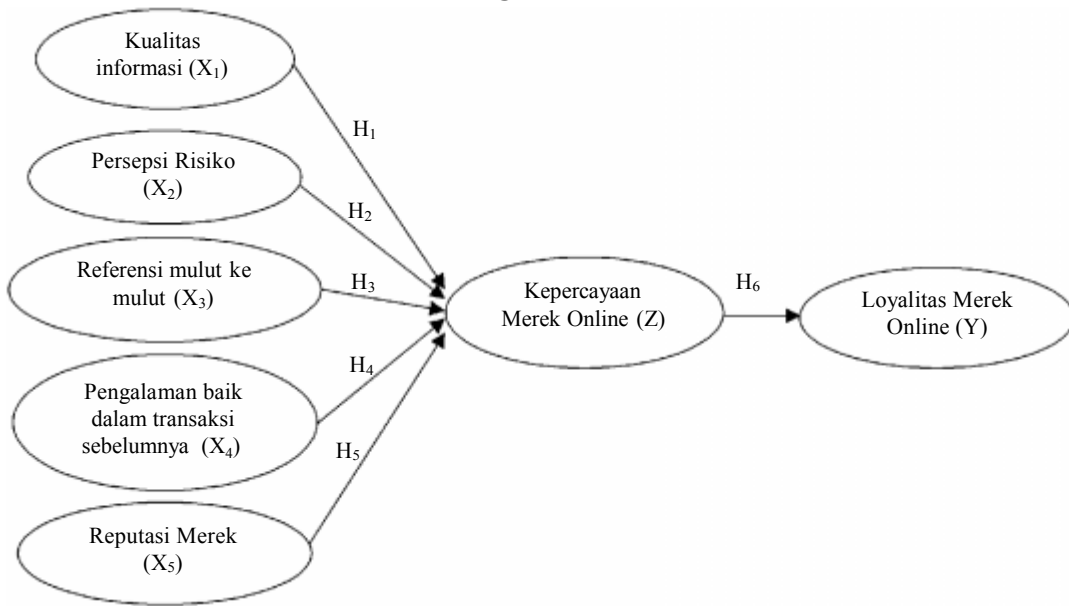 Kualitas
informasi (X₁)
H₁
Persepsi Risiko
(X₂)
H₂
Referensi mulut ke
mulut (X₃)
H₃
Kepercayaan
Merek Online (Z)
H₆
Loyalitas Merek
Online (Y)
Pengalaman baik
dalam transaksi
sebelumnya (X₄)
H₄
H₅
Reputasi Merek
(X₅)